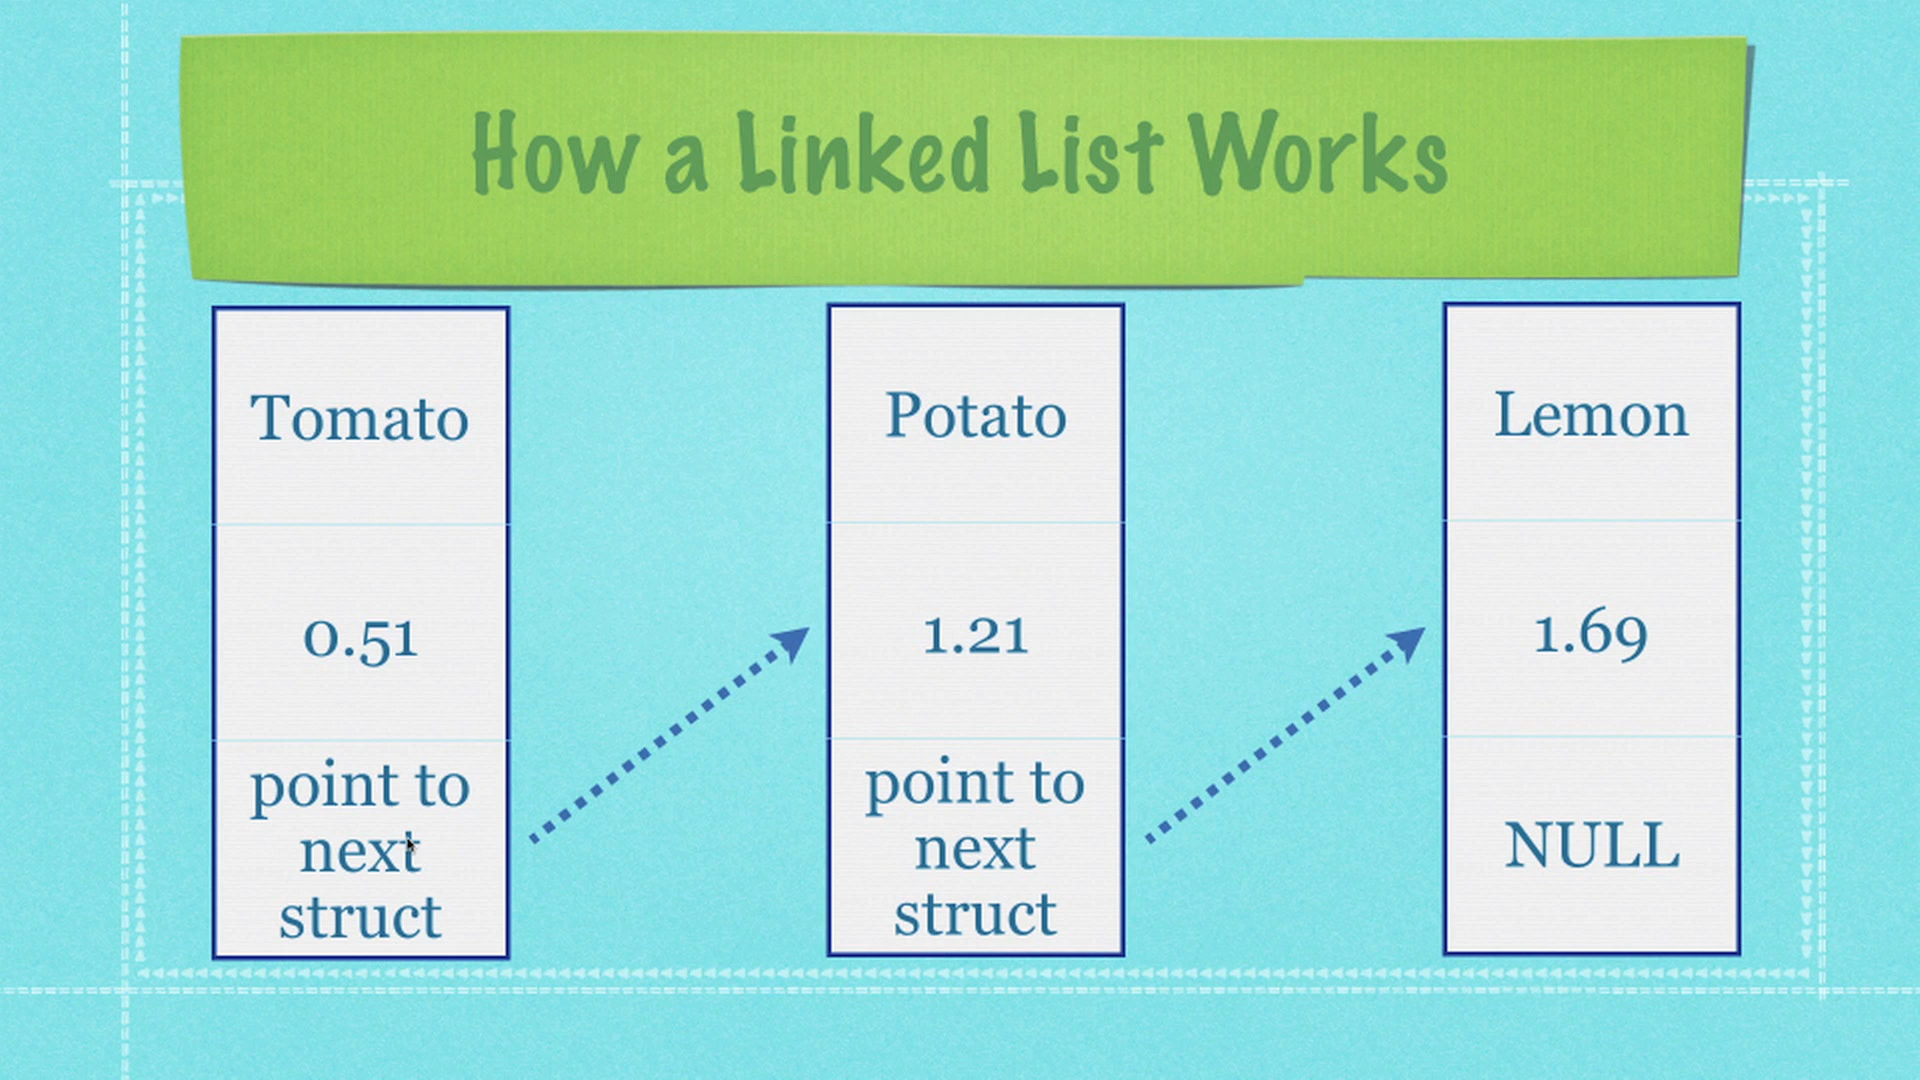 How a Linked List Works
Tomato
0.51
point to
next
struct
Potato
1.21
point to
next
struct
Lemon
1.69
NULL